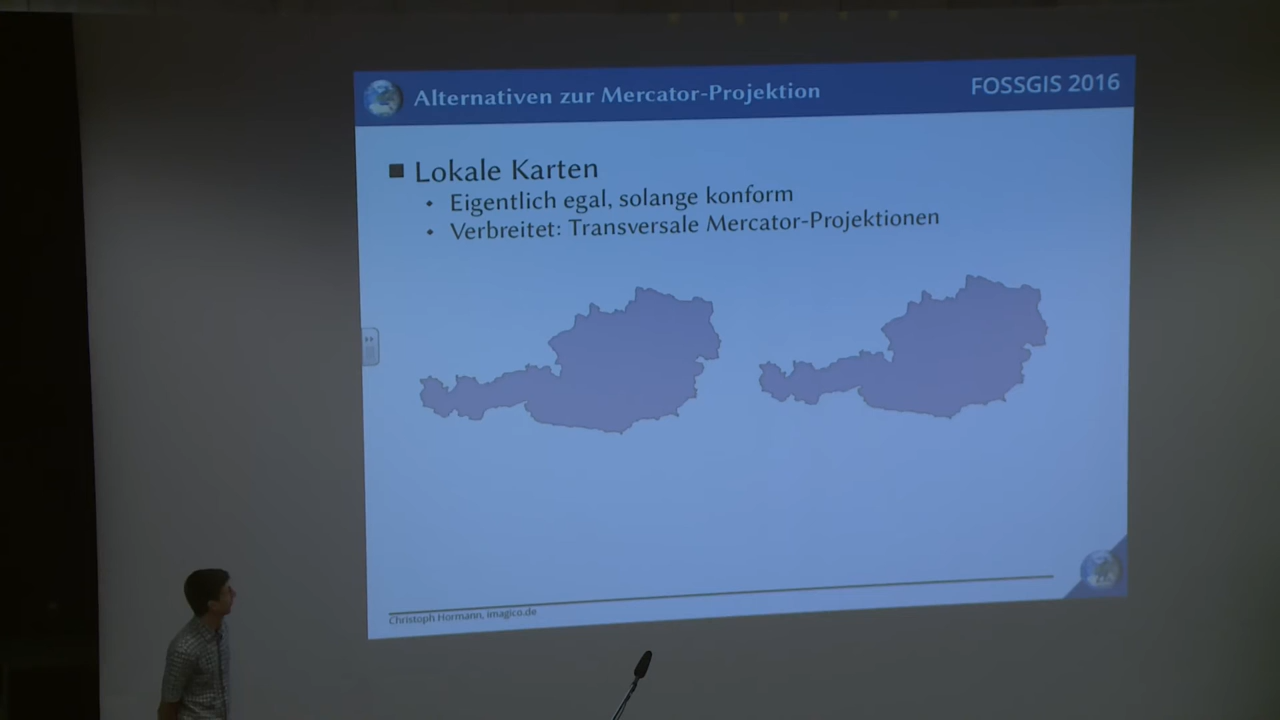 Alternativen zur Mercator-Projektion
FOSSGIS 2016
Lokale Karten
Eigentlich egal, solange konform
Verbreitet: Transversale Mercator-Projektionen
Christoph Hormann, imagico.de